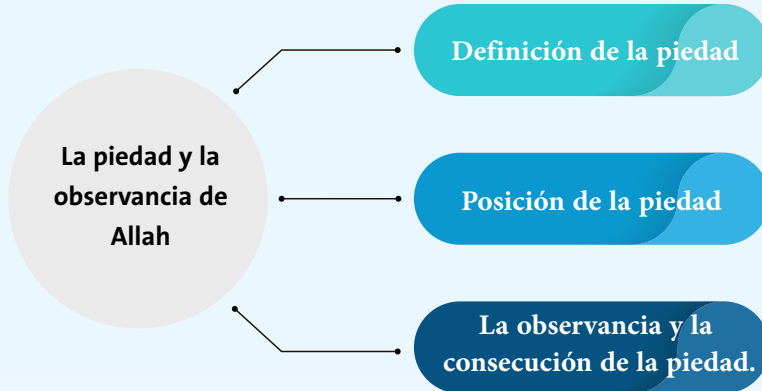 La piedad y la
observancia de
Allah
Definición de la piedad
Posición de la piedad
La observancia y la
consecución de la piedad.